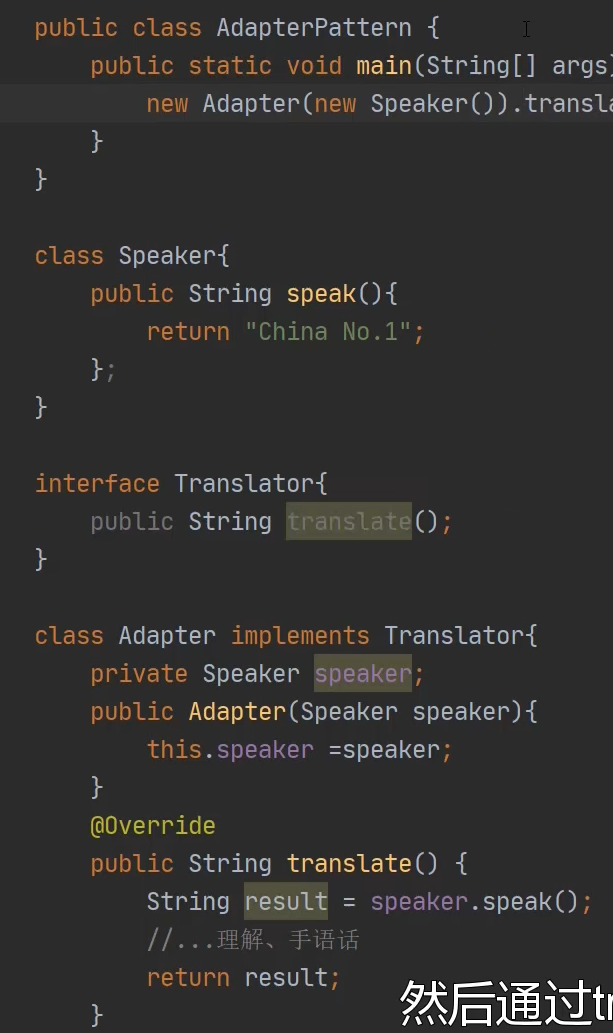 public class AdapterPattern {
public static void main(String[] args)
new Adapter(new Speaker()).transla
}
}
class Speaker{
public String speak(){
return "China No.1";
};
}
interface Translator{
public String translate();
}
class Adapter implements Translator{
private Speaker speaker;
public Adapter(Speaker speaker){
this.speaker =speaker;
}
@Override
public String translate() {
String result = speaker.speak();
//...理解、手语话
return result;
}
然后通过tr